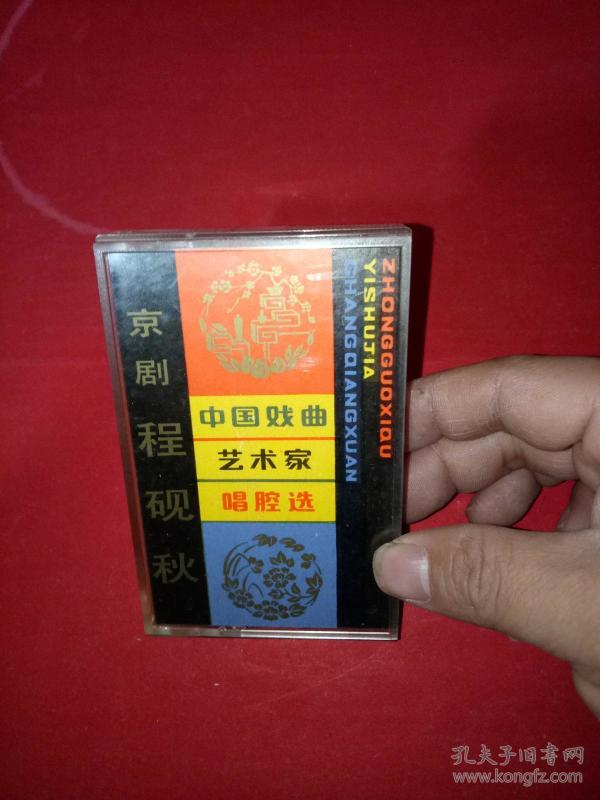 京剧
程砚秋
中国戏曲
艺术家
唱腔选
ZHONGGUOXIQU
YISHUJIA
CHANGQIANGXUAN
孔夫子旧书网
www.kongfz.com